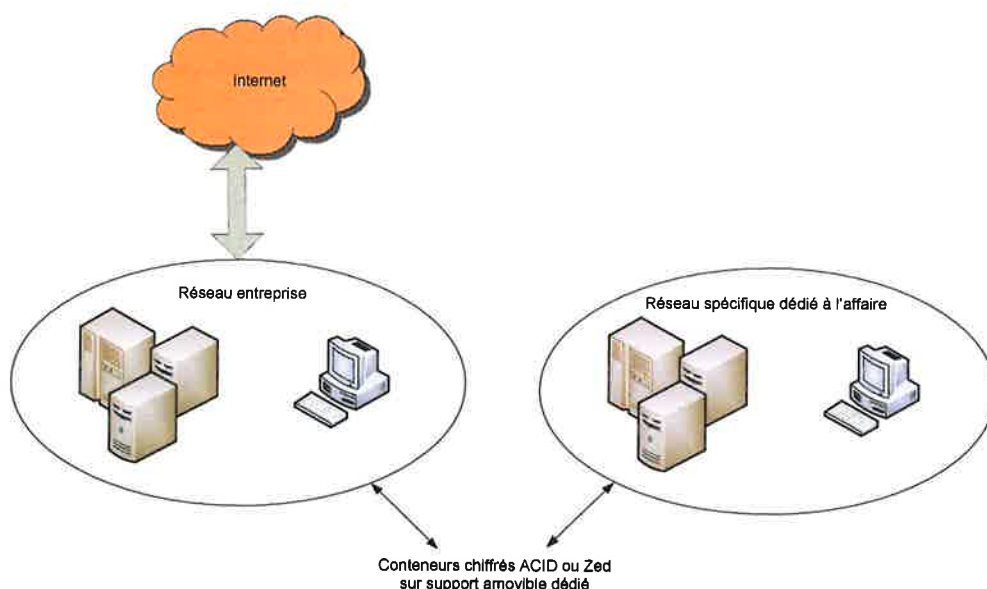 Internet
Réseau entreprise
Réseau spécifique dédié à l'affaire
Conteneurs chiffrés ACID ou Zed
sur support amovible dédié